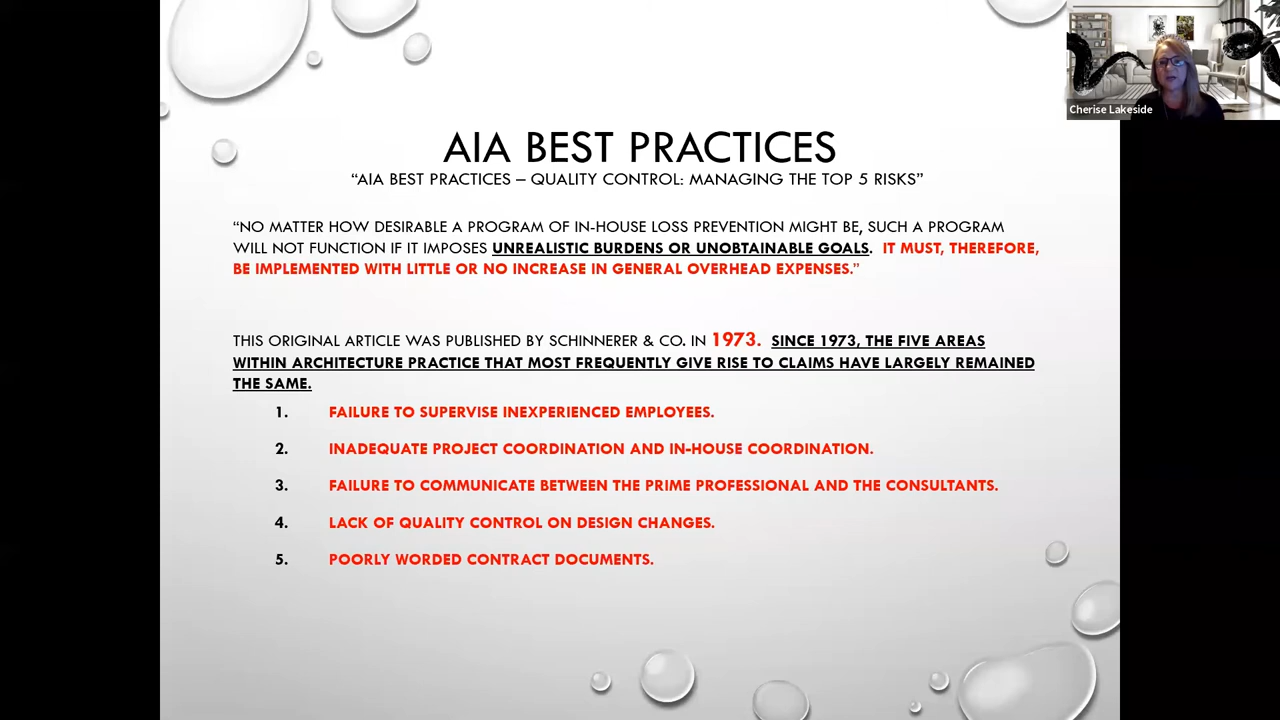 Cherise Lakeside
AIA BEST PRACTICES
“AIA BEST PRACTICES – QUALITY CONTROL: MANAGING THE TOP 5 RISKS”
“NO MATTER HOW DESIRABLE A PROGRAM OF IN-HOUSE LOSS PREVENTION MIGHT BE, SUCH A PROGRAM
WILL NOT FUNCTION IF IT IMPOSES UNREALISTIC BURDENS OR UNOBTAINABLE GOALS. IT MUST, THEREFORE,
BE IMPLEMENTED WITH LITTLE OR NO INCREASE IN GENERAL OVERHEAD EXPENSES.”
THIS ORIGINAL ARTICLE WAS PUBLISHED BY SCHINNERER & CO. IN 1973. SINCE 1973, THE FIVE AREAS
WITHIN ARCHITECTURE PRACTICE THAT MOST FREQUENTLY GIVE RISE TO CLAIMS HAVE LARGELY REMAINED
THE SAME.
1. FAILURE TO SUPERVISE INEXPERIENCED EMPLOYEES.
2. INADEQUATE PROJECT COORDINATION AND IN-HOUSE COORDINATION.
3. FAILURE TO COMMUNICATE BETWEEN THE PRIME PROFESSIONAL AND THE CONSULTANTS.
4. LACK OF QUALITY CONTROL ON DESIGN CHANGES.
5. POORLY WORDED CONTRACT DOCUMENTS.